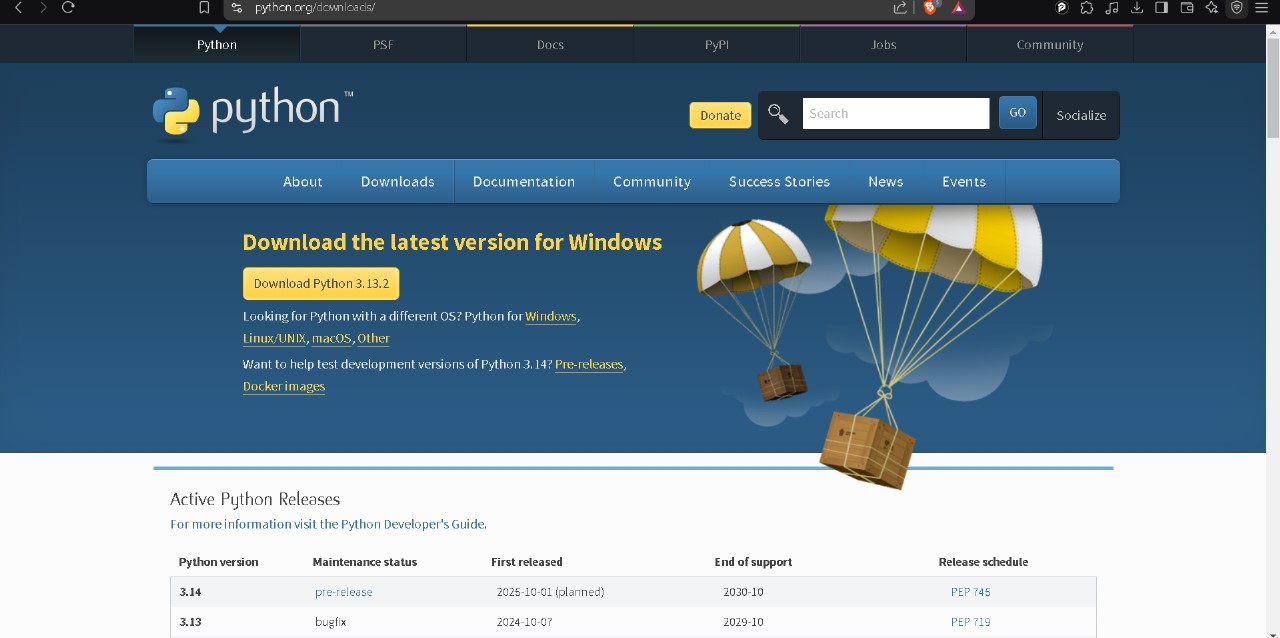 python.org/downloads/
Python PSF Docs PyPI Jobs Community
python™
Donate Search GO Socialize
About Downloads Documentation Community Success Stories News Events
Download the latest version for Windows
Download Python 3.13.2
Looking for Python with a different OS? Python for Windows,
Linux/UNIX, macOS, Other
Want to help test development versions of Python 3.14? Pre-releases,
Docker images
Active Python Releases
For more information visit the Python Developer's Guide.
Python version Maintenance status First released End of support Release schedule
3.14 pre-release 2025-10-01 (planned) 2030-10 PEP 745
3.13 bugfix 2024-10-07 2029-10 PEP 719